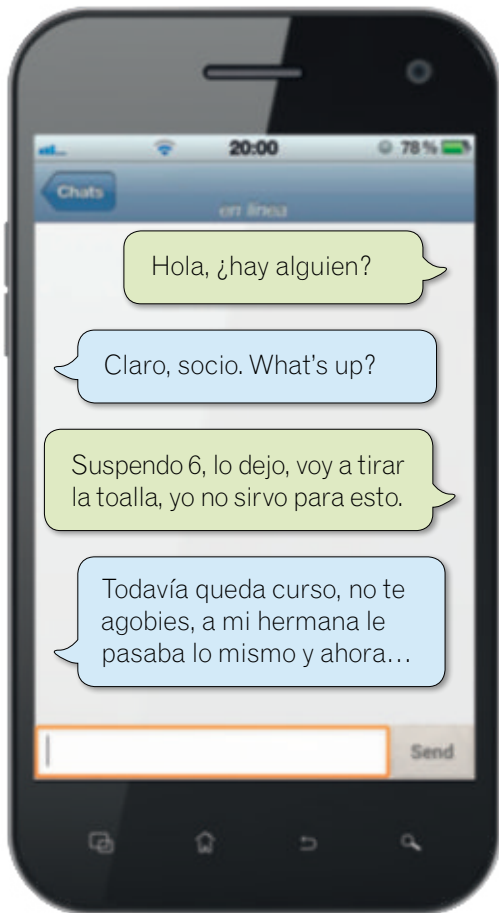 20:00
78 %
Chats
en línea
Hola, ¿hay alguien?
Claro, socio. What's up?
Suspendo 6, lo dejo, voy a tirar
la toalla, yo no sirvo para esto.
Todavía queda curso, no te
agobies, a mi hermana le
pasaba lo mismo y ahora…
Send